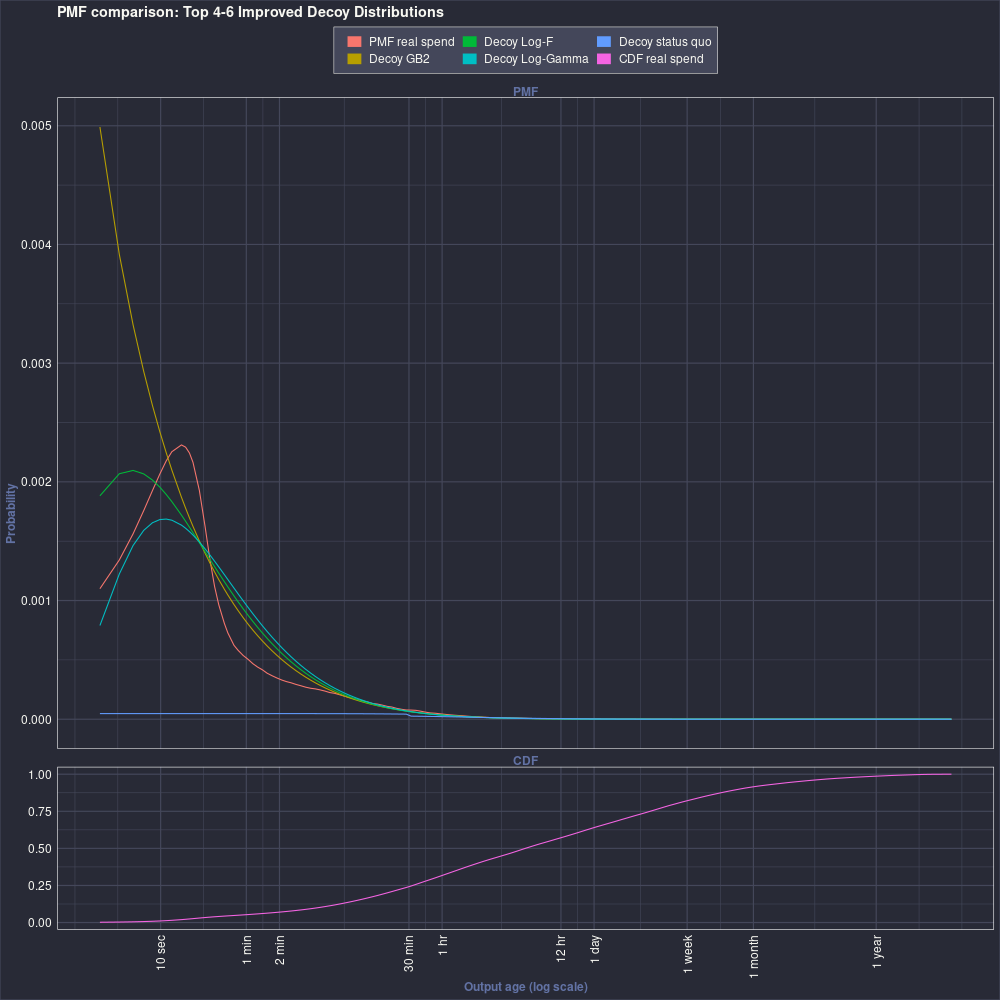 PMF comparison: Top 4-6 Improved Decoy Distributions
PMF real spend Decoy Log-F Decoy status quo
Decoy GB2 Decoy Log-Gamma CDF real spend
PMF
0.005
0.004
0.003
0.002
0.001
0.000
Probability
CDF
1.00
0.75
0.50
0.25
0.00
10 sec 1 min 2 min 30 min 1 hr 12 hr 1 day 1 week 1 month 1 year
Output age (log scale)